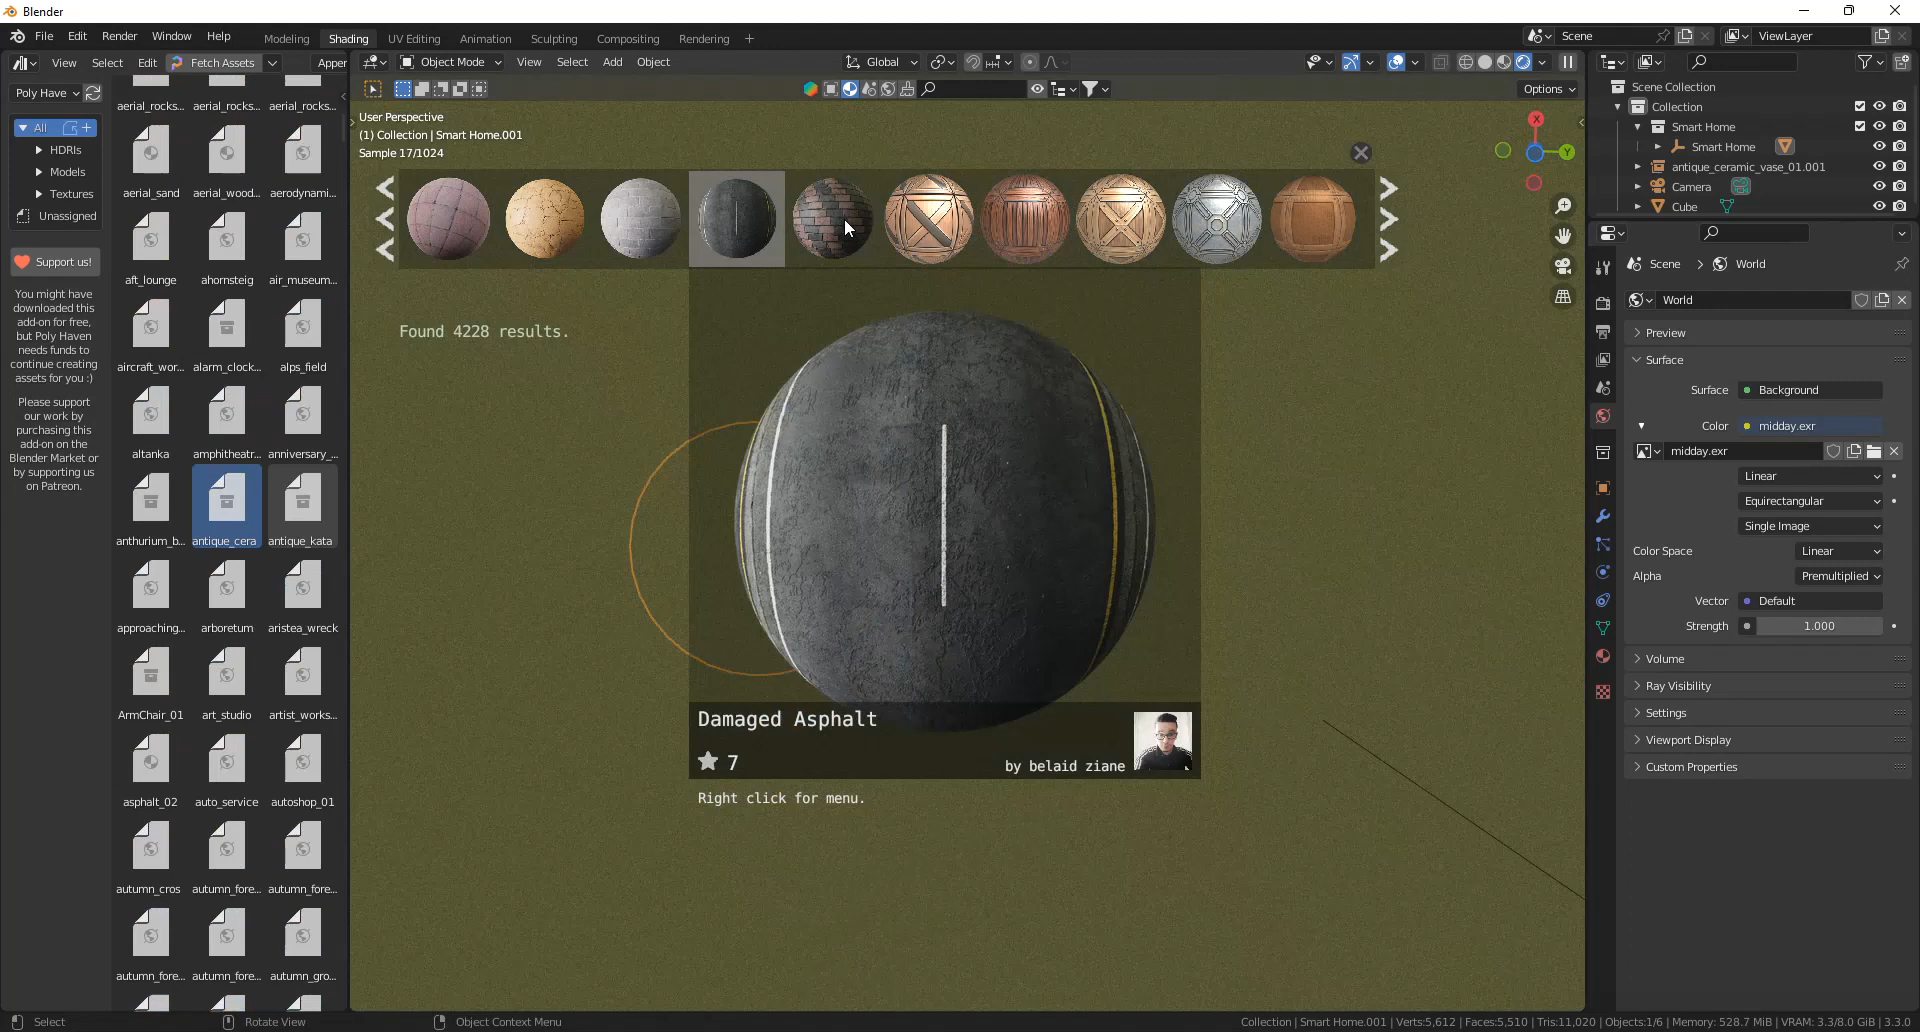 Blender
File Edit Render Window Help
Modeling Shading UV Editing Animation Sculpting Compositing Rendering +
Scene
ViewLayer
View Select Edit Fetch Assets Apper
Object Mode View Select Add Object
Global
Options
Poly Have
All
HDRIs
Models
Textures
Unassigned
Support us!
You might have
downloaded this
add-on for free,
but Poly Haven
needs funds to
continue creating
assets for you :)
Please support
our work by
purchasing this
add-on on the
Blender Market or
by supporting us
on Patreon.
aerial_rocks... aerial_rocks... aerial_rocks...
aerial_sand aerial_wood... aerodynami...
aft_lounge ahornsteig air_museum...
aircraft_wor... alarm_clock... alps_field
altanka amphitheatr... anniversary_...
anthurium_b... antique_cera antique_kata
approaching... arboretum aristea_wreck
ArmChair_01 art_studio artist_works...
asphalt_02 auto_service autoshop_01
autumn_cros autumn_fore... autumn_fore...
autumn_fore... autumn_fore... autumn_gro...
User Perspective
(1) Collection | Smart Home.001
Sample 17/1024
X
Y
Found 4228 results.
Damaged Asphalt
7
by belaid ziane
Right click for menu.
Scene Collection
Collection
Smart Home
Smart Home
antique_ceramic_vase_01.001
Camera
Cube
Scene > World
World
Preview
Surface
Surface Background
Color midday.exr
midday.exr
Linear
Equirectangular
Single Image
Color Space Linear
Alpha Premultiplied
Vector Default
Strength 1.000
Volume
Ray Visibility
Settings
Viewport Display
Custom Properties
Select Rotate View Object Context Menu
Collection | Smart Home.001 | Verts:5,612 | Faces:5,510 | Tris:11,020 | Objects:1/6 | Memory: 528.7 MiB | VRAM: 3.3/8.0 GiB | 3.3.0